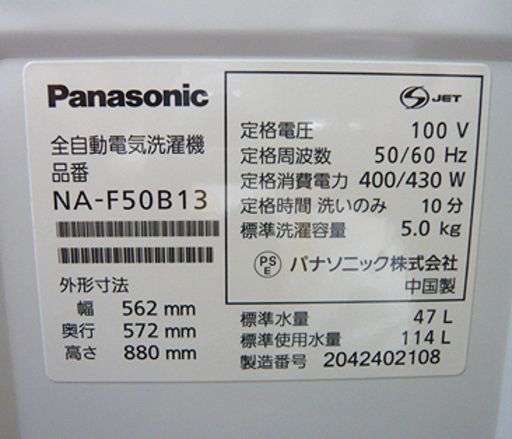 Panasonic
全自動電気洗濯機
品番
NA-F50B13
外形寸法
幅 562 mm
奥行 572 mm
高さ 880 mm
S JET
定格電圧 100 V
定格周波数 50/60 Hz
定格消費電力 400/430 W
定格時間 洗いのみ 10 分
標準洗濯容量 5.0 kg
PS E パナソニック株式会社
中国製
標準水量 47 L
標準使用水量 114 L
製造番号 2042402108